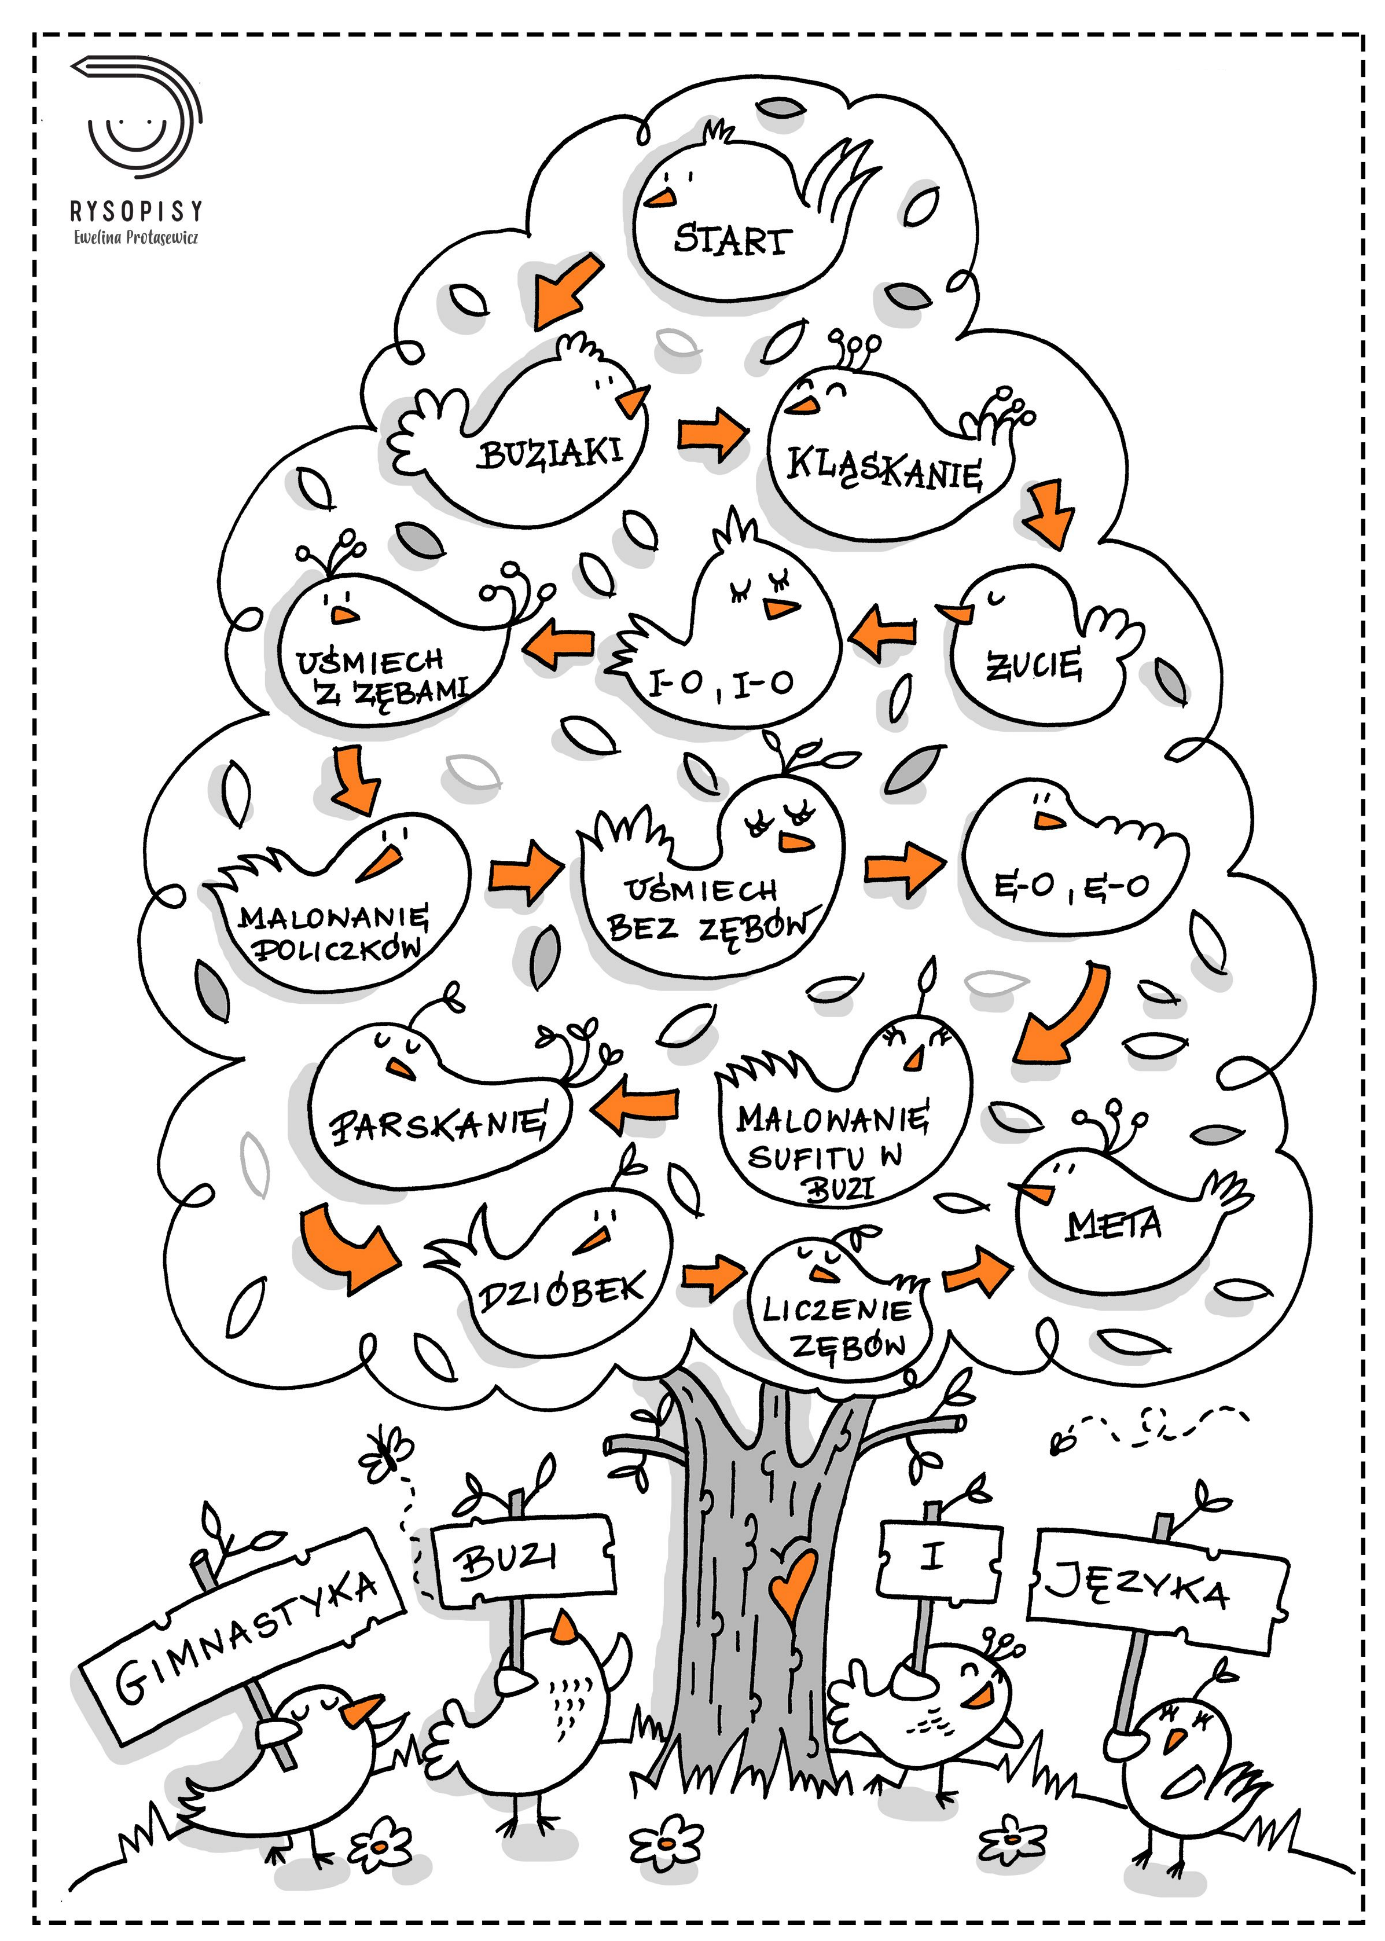 RYSOPISY
Ewelina Protasewicz
START
BUZIAKI
KLĄSKANIE
ŻUCIE
I-O, I-O
UŚMIECH
Z ZĘBAMI
MALOWANIE
POLICZKÓW
UŚMIECH
BEZ ZĘBÓW
E-O, E-O
MALOWANIE
SUFITU W
BUZI
PARSKANIE
DZIÓBEK
LICZENIE
ZĘBÓW
META
GIMNASTYKA
BUZI
I
JĘZYKA